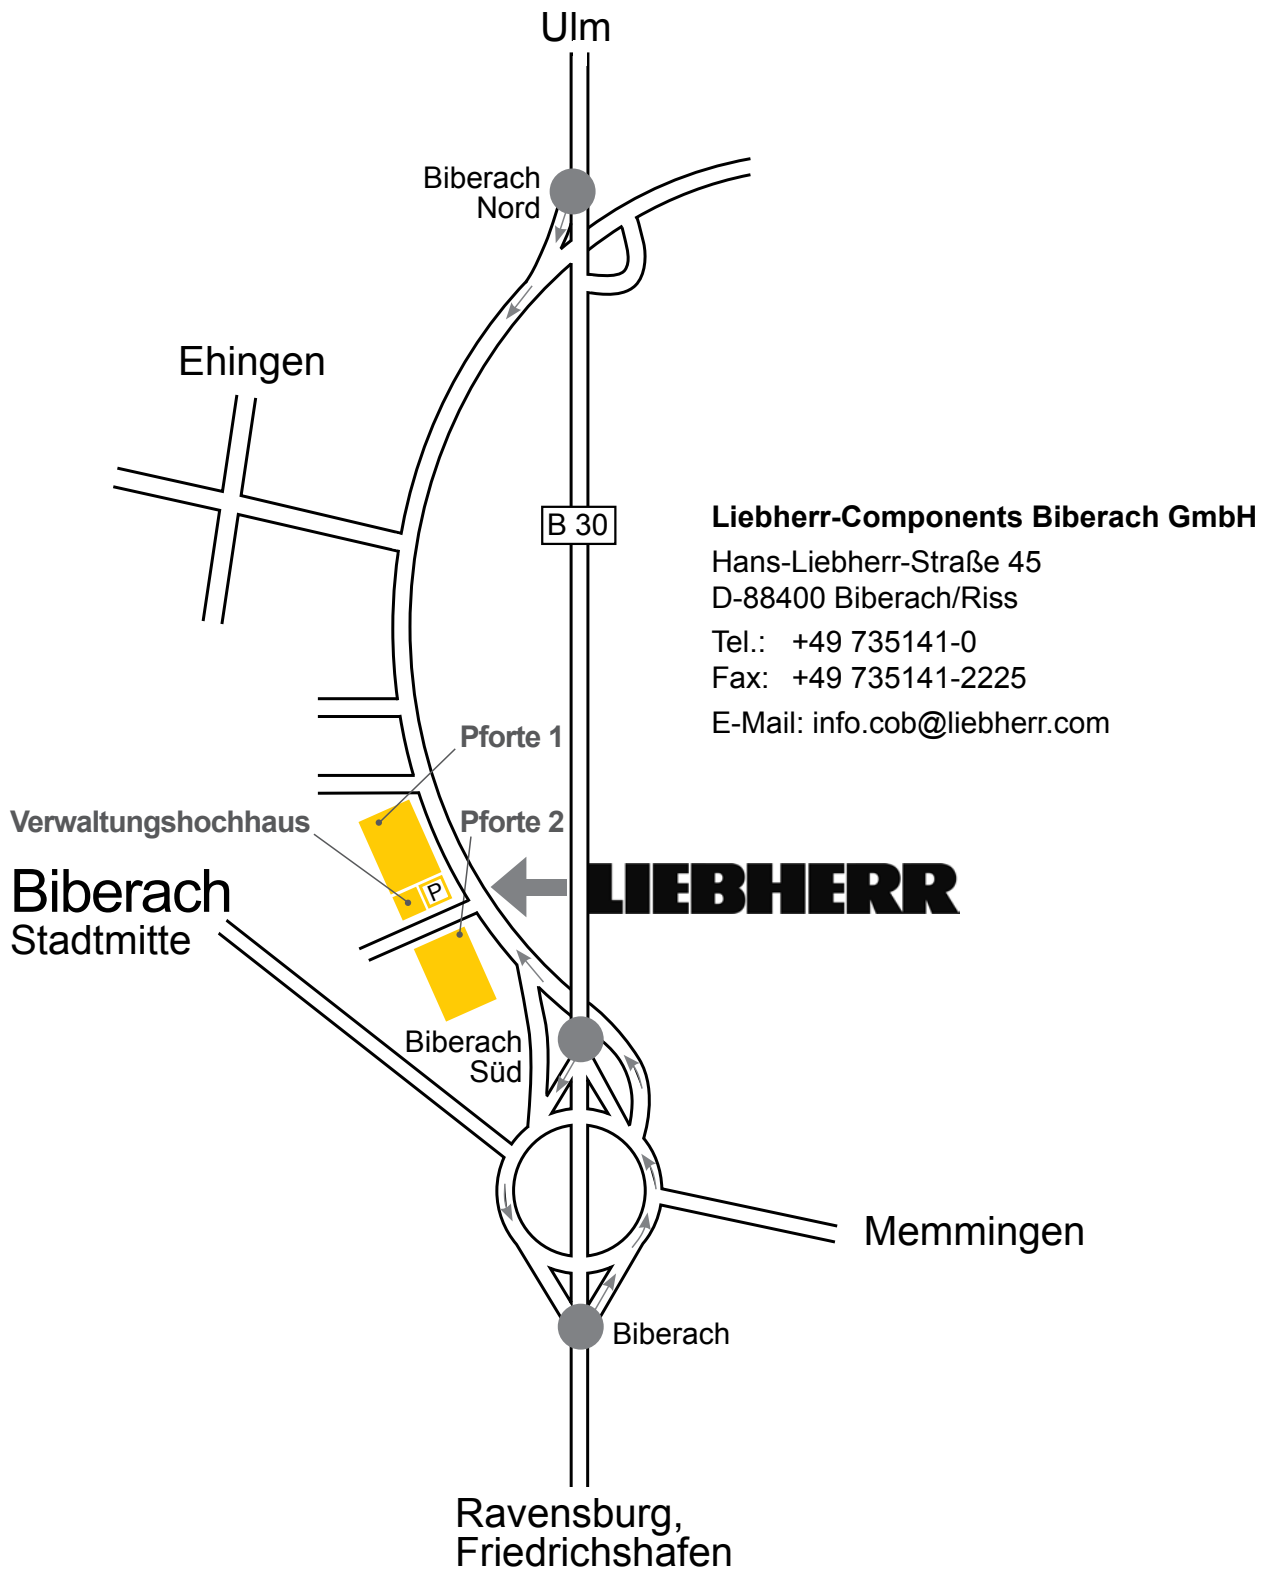 Ulm
Biberach
Nord
Ehingen
B 30
Liebherr-Components Biberach GmbH
Hans-Liebherr-Straße 45
D-88400 Biberach/Riss
Tel.: +49 735141-0
Fax: +49 735141-2225
E-Mail: info.cob@liebherr.com
Pforte 1
Verwaltungshochhaus
Pforte 2
P
LIEBHERR
Biberach
Stadtmitte
Biberach
Süd
Memmingen
Biberach
Ravensburg,
Friedrichshafen